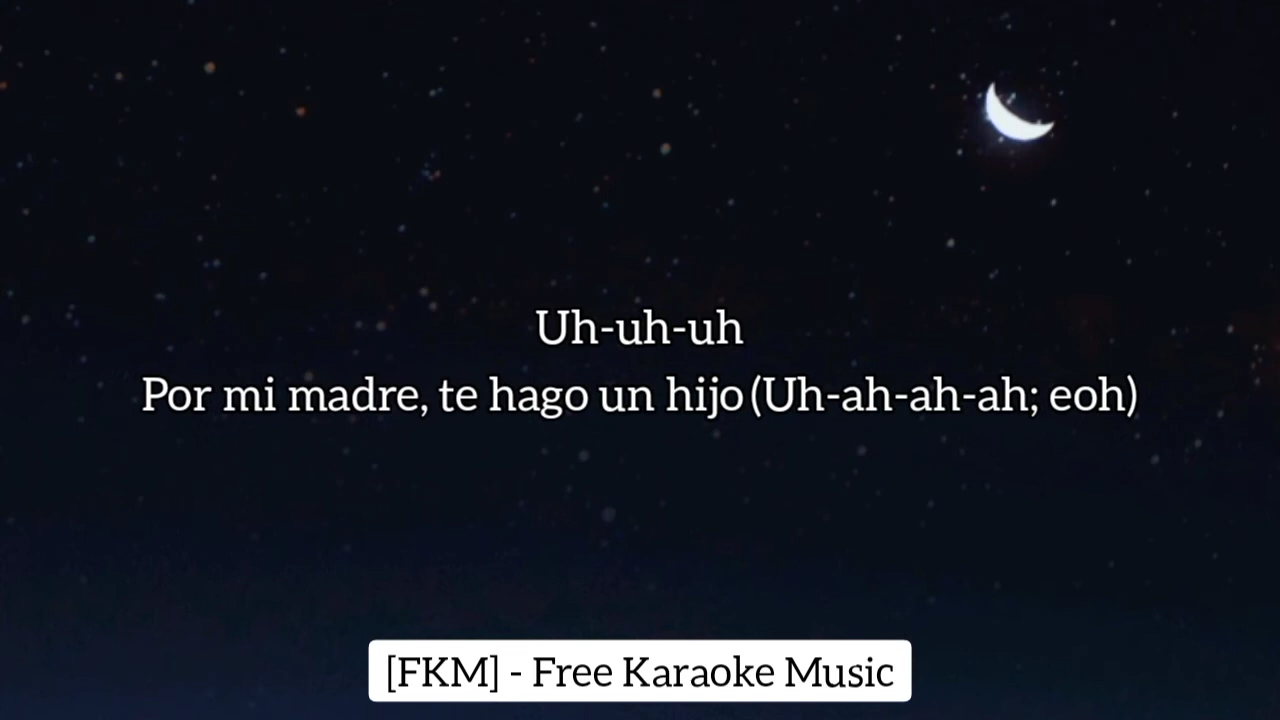 Uh-uh-uh
Por mi madre, te hago un hijo (Uh-ah-ah-ah; eoh)
[FKM] - Free Karaoke Music